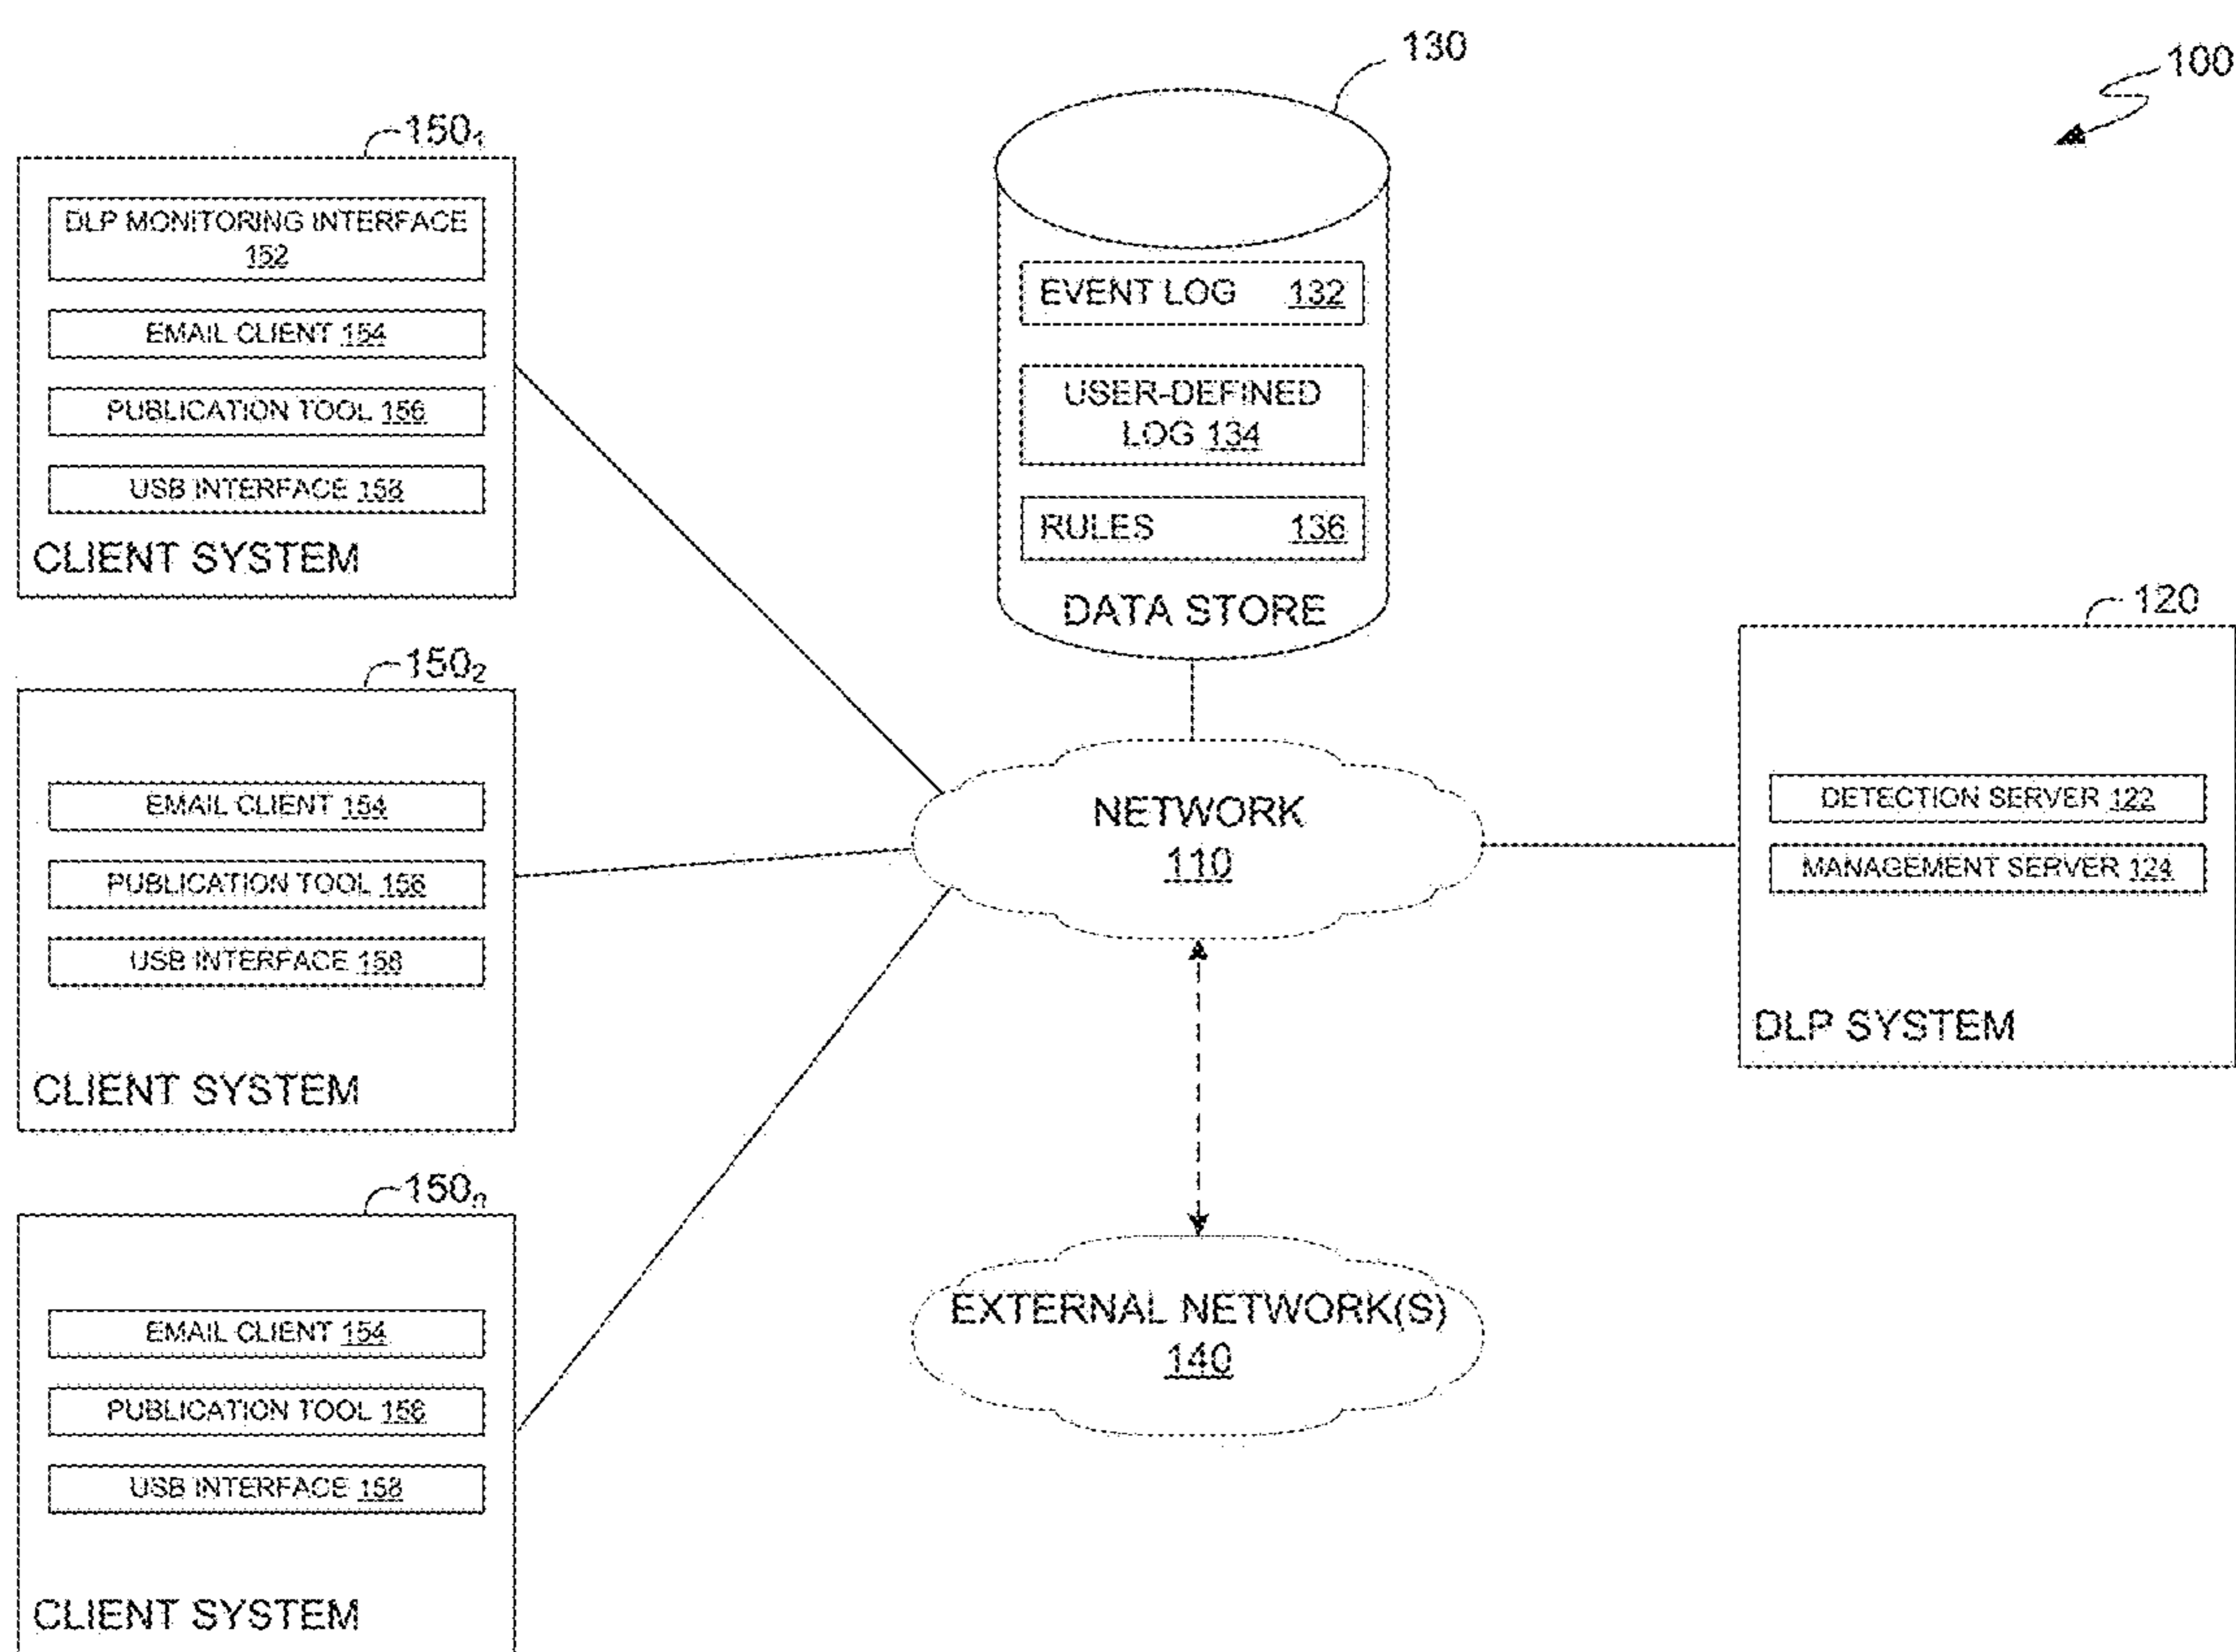 130
100
150₁
DLP MONITORING INTERFACE
152
EMAIL CLIENT 154
PUBLICATION TOOL 156
USB INTERFACE 158
CLIENT SYSTEM
EVENT LOG 132
USER-DEFINED
LOG 134
RULES 136
DATA STORE
150₂
EMAIL CLIENT 154
PUBLICATION TOOL 156
USB INTERFACE 158
CLIENT SYSTEM
NETWORK
110
120
DETECTION SERVER 122
MANAGEMENT SERVER 124
DLP SYSTEM
150ₙ
EMAIL CLIENT 154
PUBLICATION TOOL 156
USB INTERFACE 158
CLIENT SYSTEM
EXTERNAL NETWORK(S)
140